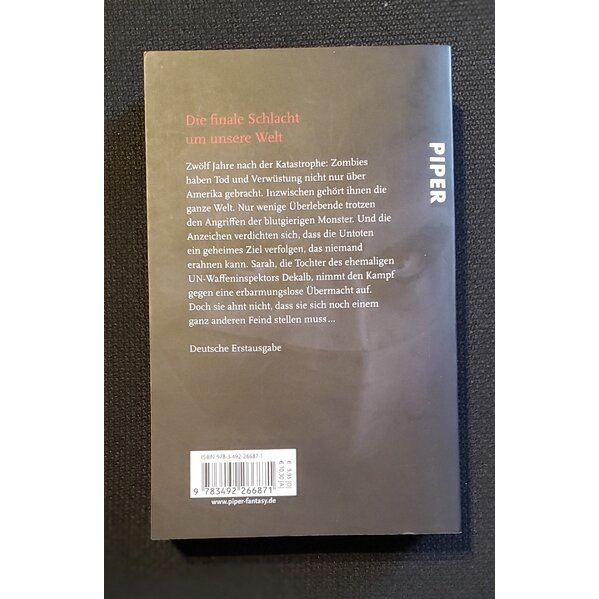 Die finale Schlacht
um unsere Welt
Zwölf Jahre nach der Katastrophe: Zombies
haben Tod und Verwüstung nicht nur über
Amerika gebracht. Inzwischen gehört ihnen die
ganze Welt. Nur wenige Überlebende trotzen
den Angriffen der blutgierigen Monster. Und die
Anzeichen verdichten sich, dass die Untoten
ein geheimes Ziel verfolgen, das niemand
erahnen kann. Sarah, die Tochter des ehemaligen
UN-Waffeninspektors Dekalb, nimmt den Kampf
gegen eine erbarmungslose Übermacht auf.
Doch sie ahnt nicht, dass sie sich noch einem
ganz anderen Feind stellen muss ...
Deutsche Erstausgabe
PIPER
ISBN 978-3-492-26687-1
9 783492 266871
€ 9,95 [D]
€ 10,30 [A]
www.piper-fantasy.de